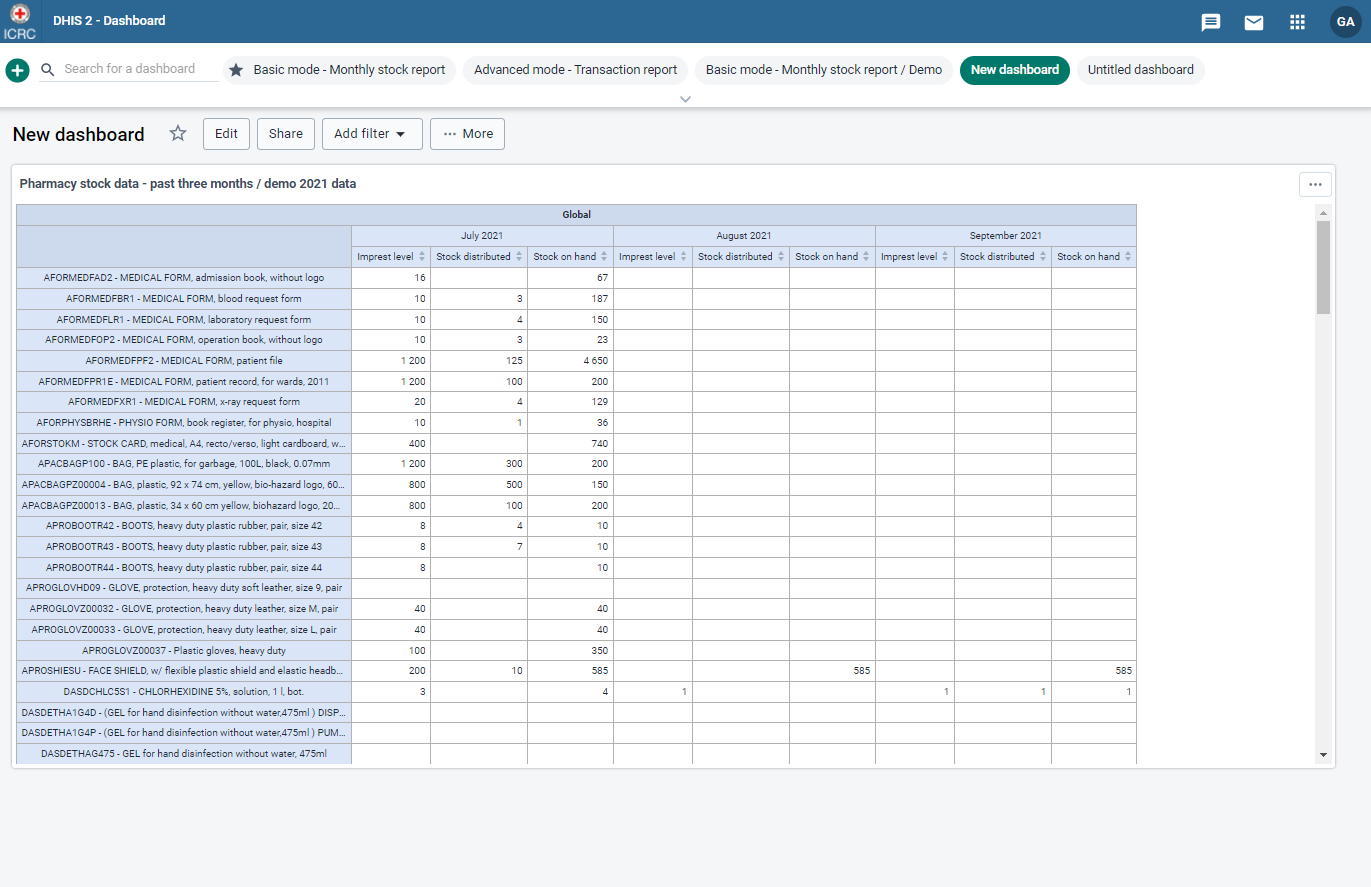 DHIS 2 - Dashboard
ICRC
GA
Search for a dashboard
Basic mode - Monthly stock report
Advanced mode - Transaction report
Basic mode - Monthly stock report / Demo
New dashboard
Untitled dashboard
New dashboard
Edit
Share
Add filter
More
Pharmacy stock data - past three months / demo 2021 data
Global
July 2021 August 2021 September 2021
Imprest level Stock distributed Stock on hand Imprest level Stock distributed Stock on hand Imprest level Stock distributed Stock on hand
AFORMEDFAD2 - MEDICAL FORM, admission book, without logo 16 67
AFORMEDFBR1 - MEDICAL FORM, blood request form 10 3 187
AFORMEDFLR1 - MEDICAL FORM, laboratory request form 10 4 150
AFORMEDFOP2 - MEDICAL FORM, operation book, without logo 10 3 23
AFORMEDFPF2 - MEDICAL FORM, patient file 1 200 125 4 650
AFORMEDFPR1E - MEDICAL FORM, patient record, for wards, 2011 1 200 100 200
AFORMEDFXR1 - MEDICAL FORM, x-ray request form 20 4 129
AFORPHYSBRHE - PHYSIO FORM, book register, for physio, hospital 10 1 36
AFORSTOKM - STOCK CARD, medical, A4, recto/verso, light cardboard, w... 400 740
APACBAGP100 - BAG, PE plastic, for garbage, 100L, black, 0.07mm 1 200 300 200
APACBAGPZ00004 - BAG, plastic, 92 x 74 cm, yellow, bio-hazard logo, 60... 800 500 150
APACBAGPZ00013 - BAG, plastic, 34 x 60 cm yellow, biohazard logo, 20... 800 100 200
APROBOOTR42 - BOOTS, heavy duty plastic rubber, pair, size 42 8 4 10
APROBOOTR43 - BOOTS, heavy duty plastic rubber, pair, size 43 8 7 10
APROBOOTR44 - BOOTS, heavy duty plastic rubber, pair, size 44 8 10
APROGLOVHD09 - GLOVE, protection, heavy duty soft leather, size 9, pair
APROGLOVZ00032 - GLOVE, protection, heavy duty leather, size M, pair 40 40
APROGLOVZ00033 - GLOVE, protection, heavy duty leather, size L, pair 40 40
APROGLOVZ00037 - Plastic gloves, heavy duty 100 350
APROSHIESU - FACE SHIELD, w/ flexible plastic shield and elastic headb... 200 10 585 585 585
DASDCHLC5S1 - CHLORHEXIDINE 5%, solution, 1 l, bot. 3 4 1 1 1 1
DASDETHA1G4D - (GEL for hand disinfection without water,475ml ) DISP...
DASDETHA1G4P - (GEL for hand disinfection without water,475ml ) PUM...
DASDETHAG475 - GEL for hand disinfection without water, 475ml